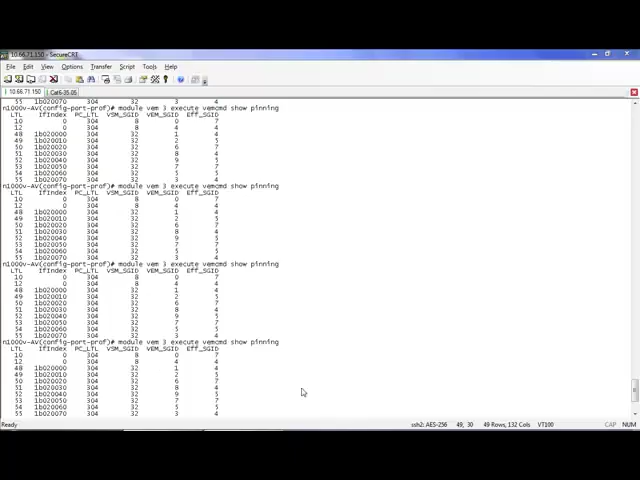 10.66.71.150 - SecureCRT
File Edit View Options Transfer Script Tools Help
10.66.71.150 Cat6-35.05
55 1b020070 304 32 3 4
n1000v-AV(config-port-prof)# module vem 3 execute vemcmd show pinning
LTL IfIndex PC_LTL VSM_SGID VEM_SGID Eff_SGID
10 0 304 8 0 7
12 0 304 8 4 4
48 1b020000 304 32 1 4
49 1b020010 304 32 2 5
50 1b020020 304 32 6 7
51 1b020030 304 32 8 4
52 1b020040 304 32 9 5
53 1b020050 304 32 7 7
54 1b020060 304 32 5 5
55 1b020070 304 32 3 4
n1000v-AV(config-port-prof)# module vem 3 execute vemcmd show pinning
LTL IfIndex PC_LTL VSM_SGID VEM_SGID Eff_SGID
10 0 304 8 0 7
12 0 304 8 4 4
48 1b020000 304 32 1 4
49 1b020010 304 32 2 5
50 1b020020 304 32 6 7
51 1b020030 304 32 8 4
52 1b020040 304 32 9 5
53 1b020050 304 32 7 7
54 1b020060 304 32 5 5
55 1b020070 304 32 3 4
n1000v-AV(config-port-prof)# module vem 3 execute vemcmd show pinning
LTL IfIndex PC_LTL VSM_SGID VEM_SGID Eff_SGID
10 0 304 8 0 7
12 0 304 8 4 4
48 1b020000 304 32 1 4
49 1b020010 304 32 2 5
50 1b020020 304 32 6 7
51 1b020030 304 32 8 4
52 1b020040 304 32 9 5
53 1b020050 304 32 7 7
54 1b020060 304 32 5 5
55 1b020070 304 32 3 4
n1000v-AV(config-port-prof)# module vem 3 execute vemcmd show pinning
LTL IfIndex PC_LTL VSM_SGID VEM_SGID Eff_SGID
10 0 304 8 0 7
12 0 304 8 4 4
48 1b020000 304 32 1 4
49 1b020010 304 32 2 5
50 1b020020 304 32 6 7
51 1b020030 304 32 8 4
52 1b020040 304 32 9 5
53 1b020050 304 32 7 7
54 1b020060 304 32 5 5
55 1b020070 304 32 3 4
Ready ssh2: AES-256 49, 30 49 Rows, 132 Cols VT100 CAP NUM